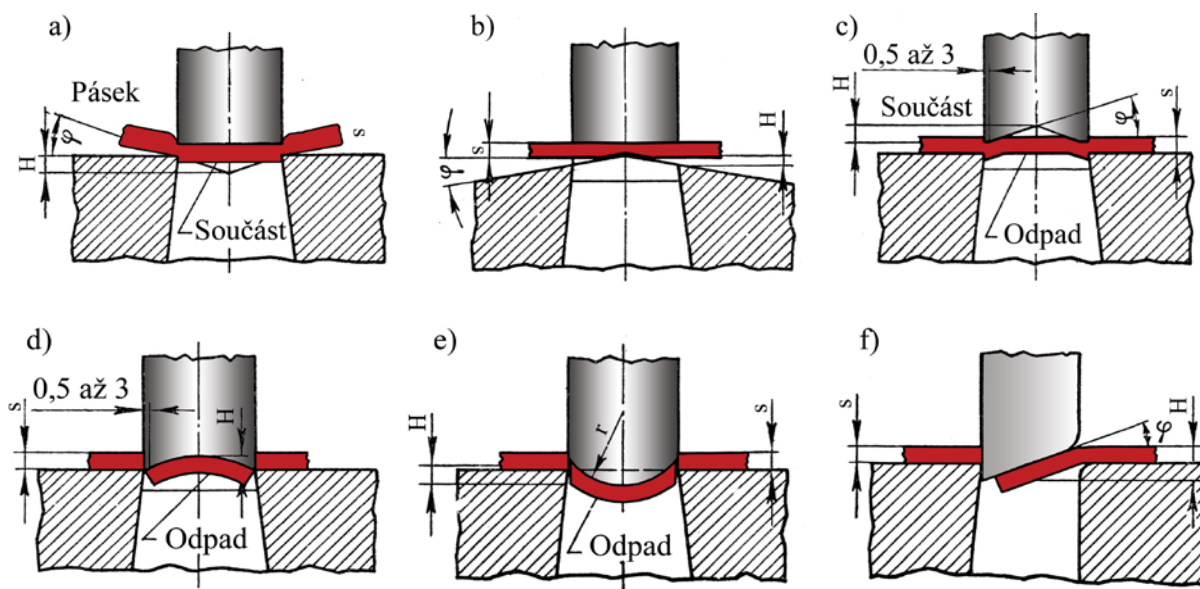 a)
Pásek
φ
H
s
Součást
b)
s
φ
H
c)
0,5 až 3
H
Součást
φ
s
Odpad
d)
0,5 až 3
s
H
Odpad
e)
H
r
s
Odpad
f)
s
φ
H